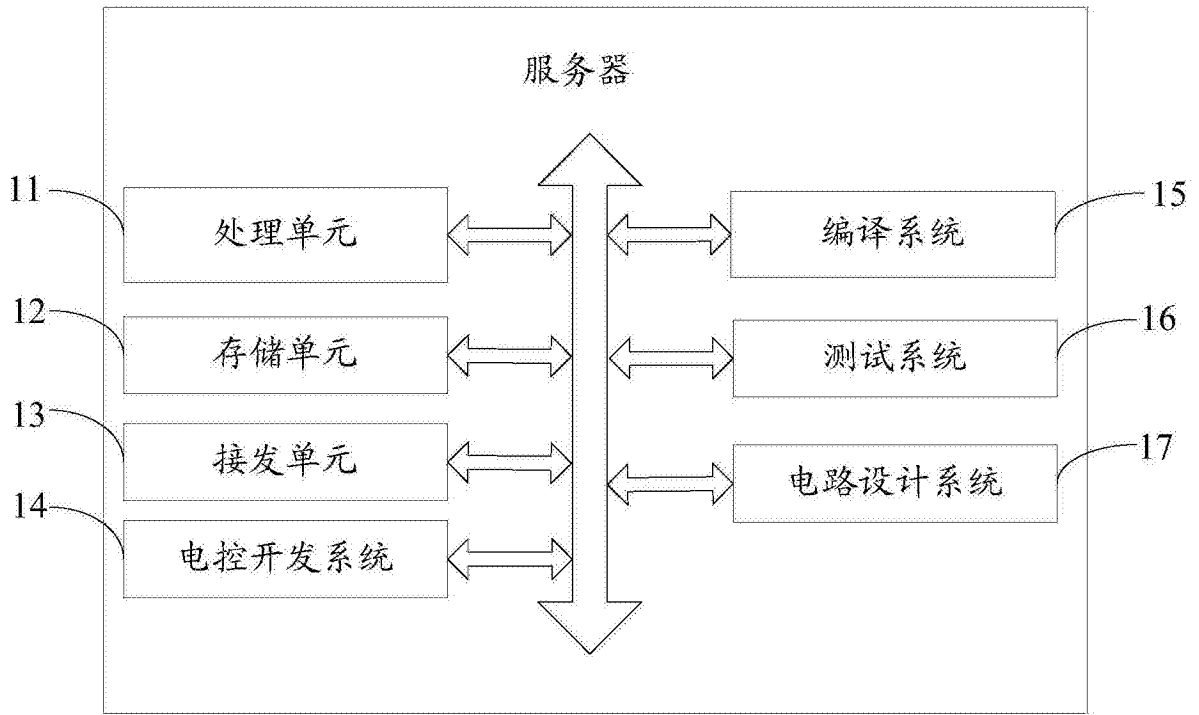 服务器
11
处理单元
12
存储单元
13
接发单元
14
电控开发系统
15
编译系统
16
测试系统
17
电路设计系统